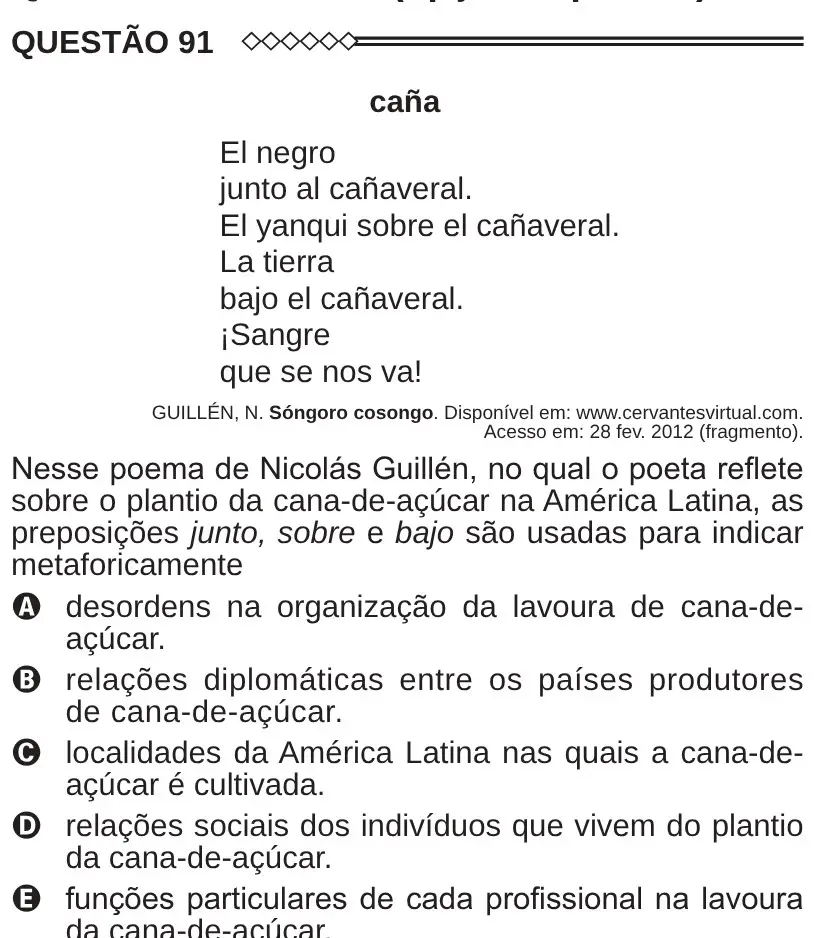 QUESTÃO 91
caña
El negro
junto al cañaveral.
El yanqui sobre el cañaveral.
La tierra
bajo el cañaveral.
¡Sangre
que se nos va!
GUILLÉN, N. Sóngoro cosongo. Disponível em: www.cervantesvirtual.com.
Acesso em: 28 fev. 2012 (fragmento).
Nesse poema de Nicolás Guillén, no qual o poeta reflete
sobre o plantio da cana-de-açúcar na América Latina, as
preposições junto, sobre e bajo são usadas para indicar
metaforicamente
A desordens na organização da lavoura de cana-de-
açúcar.
B relações diplomáticas entre os países produtores
de cana-de-açúcar.
C localidades da América Latina nas quais a cana-de-
açúcar é cultivada.
D relações sociais dos indivíduos que vivem do plantio
da cana-de-açúcar.
E funções particulares de cada profissional na lavoura
da cana-de-açúcar.